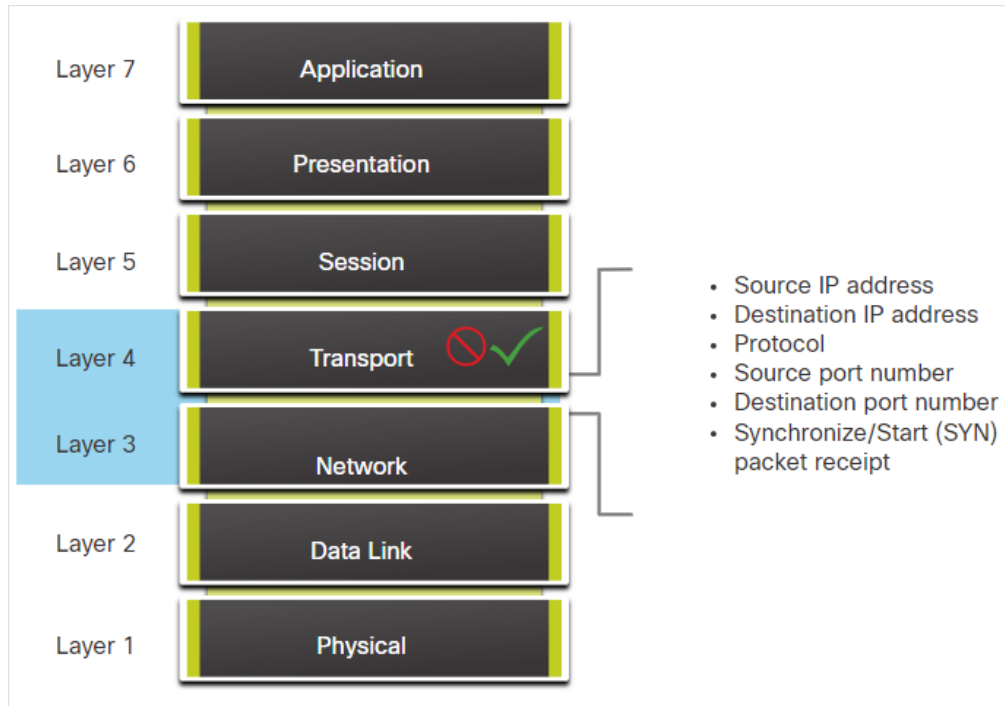 Layer 7 Application
Layer 6 Presentation
Layer 5 Session
Layer 4 Transport
Layer 3 Network
Layer 2 Data Link
Layer 1 Physical
• Source IP address
• Destination IP address
• Protocol
• Source port number
• Destination port number
• Synchronize/Start (SYN)
packet receipt